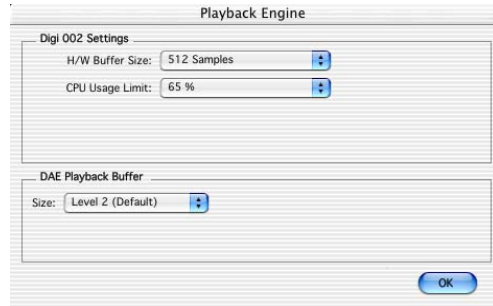 Playback Engine
Digi 002 Settings
H/W Buffer Size: 512 Samples
CPU Usage Limit: 65 %
DAE Playback Buffer
Size: Level 2 (Default)
OK